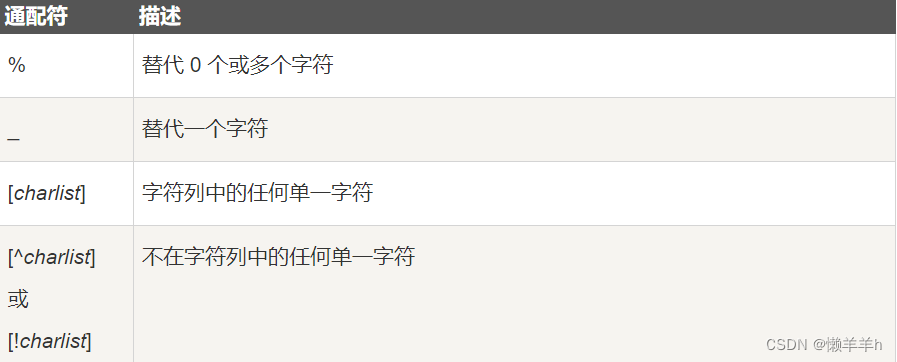 通配符 描述
% 替代 0 个或多个字符
_ 替代一个字符
[charlist] 字符列中的任何单一字符
[^charlist] 不在字符列中的任何单一字符
或
[!charlist]
CSDN @懒羊羊h